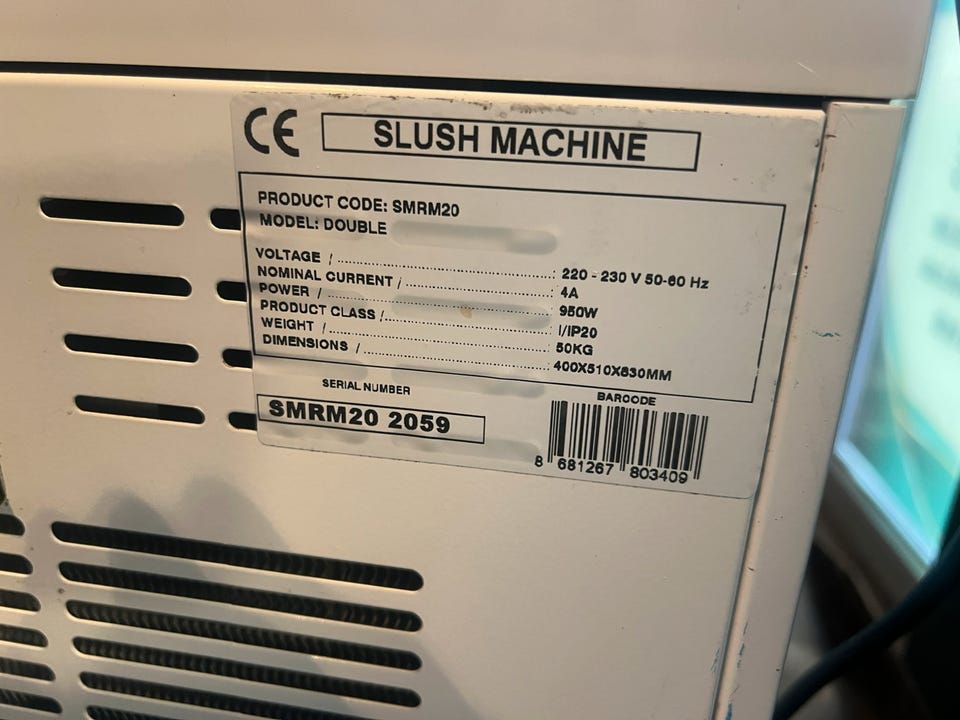 CE SLUSH MACHINE
PRODUCT CODE: SMRM20
MODEL: DOUBLE
VOLTAGE / : 220 - 230 V 50-60 Hz
NOMINAL CURRENT / : 4A
POWER / : 950W
PRODUCT CLASS / : I/IP20
WEIGHT / : 50KG
DIMENSIONS / : 400X510X830MM
SERIAL NUMBER
SMRM20 2059
BARCODE
8 681267 803409